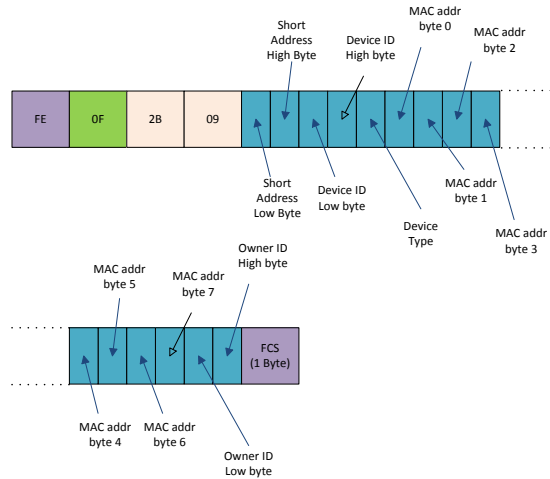 Short
Address
High Byte
Device ID
High byte
MAC addr
byte 0
MAC addr
byte 2
FE
0F
2B
09
Short
Address
Low Byte
Device ID
Low byte
Device
Type
MAC addr
byte 1
MAC addr
byte 3
MAC addr
byte 5
MAC addr
byte 7
Owner ID
High byte
FCS
(1 Byte)
MAC addr
byte 4
MAC addr
byte 6
Owner ID
Low byte